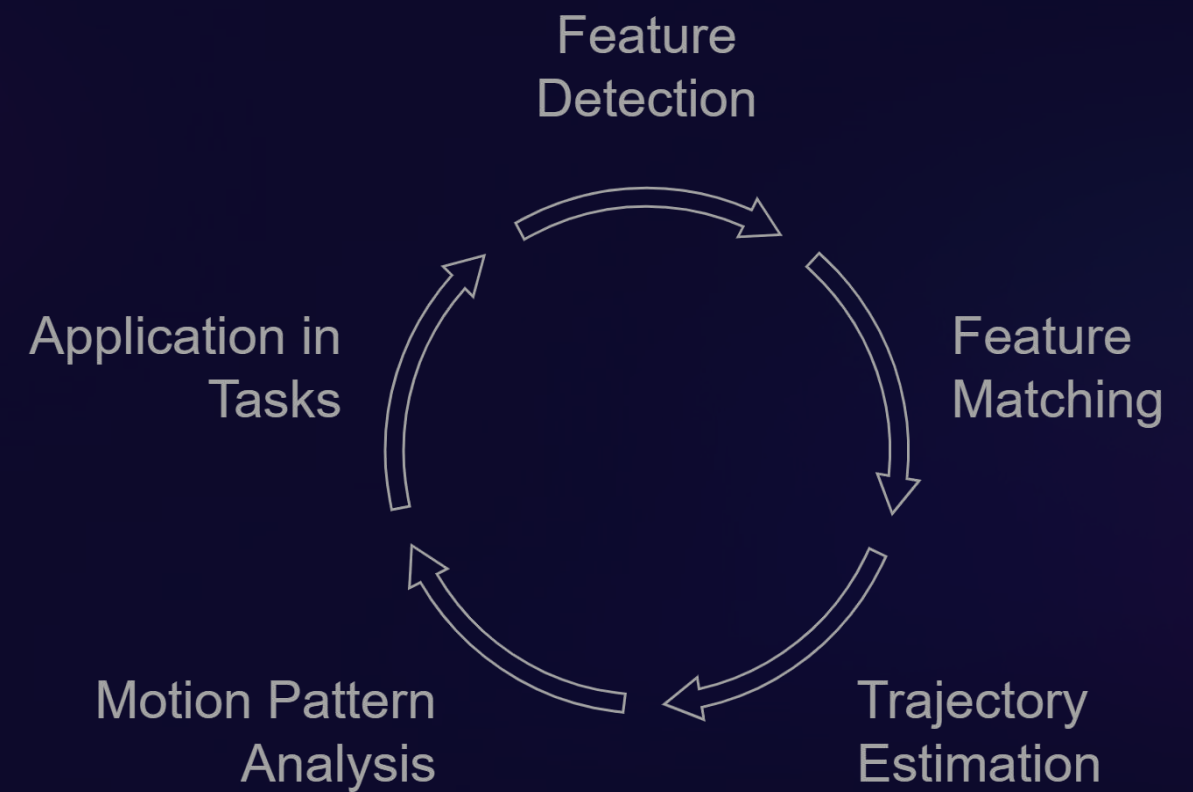 Feature
Detection
Feature
Matching
Trajectory
Estimation
Motion Pattern
Analysis
Application in
Tasks